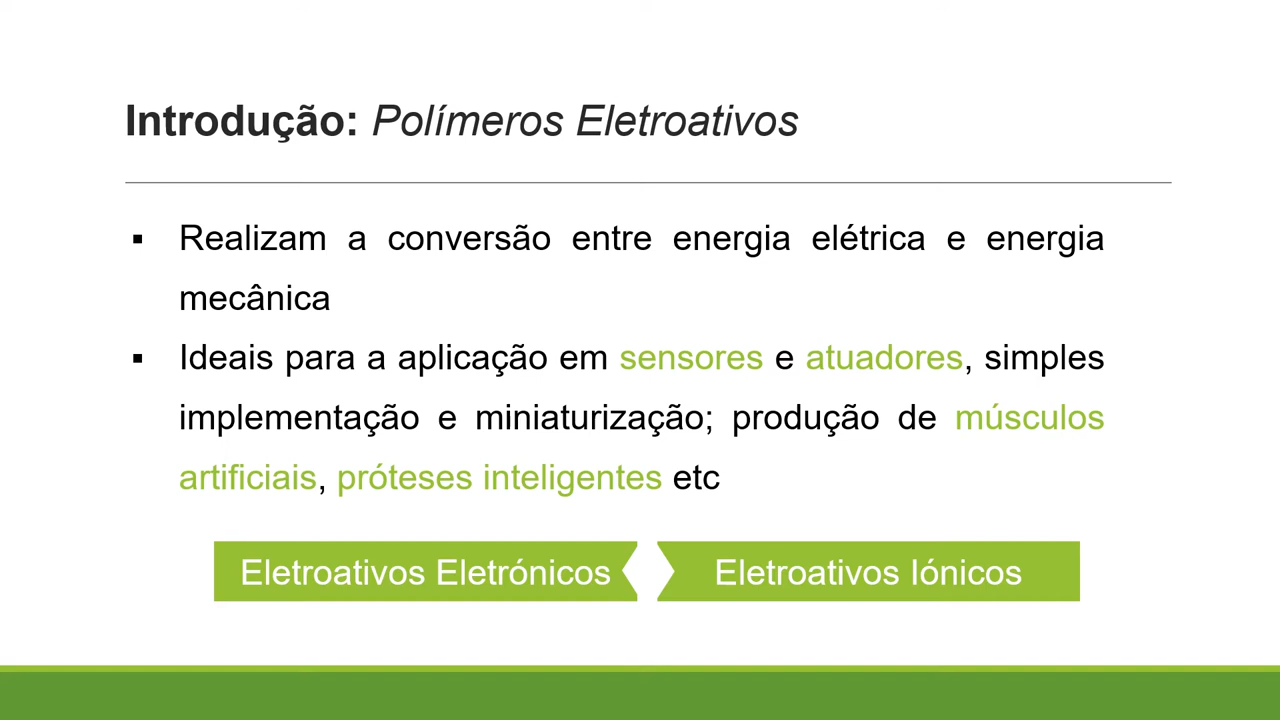 Introdução: Polímeros Eletroativos
▪ Realizam a conversão entre energia elétrica e energia
mecânica
▪ Ideais para a aplicação em sensores e atuadores, simples
implementação e miniaturização; produção de músculos
artificiais, próteses inteligentes etc
Eletroativos Eletrónicos
Eletroativos Iónicos